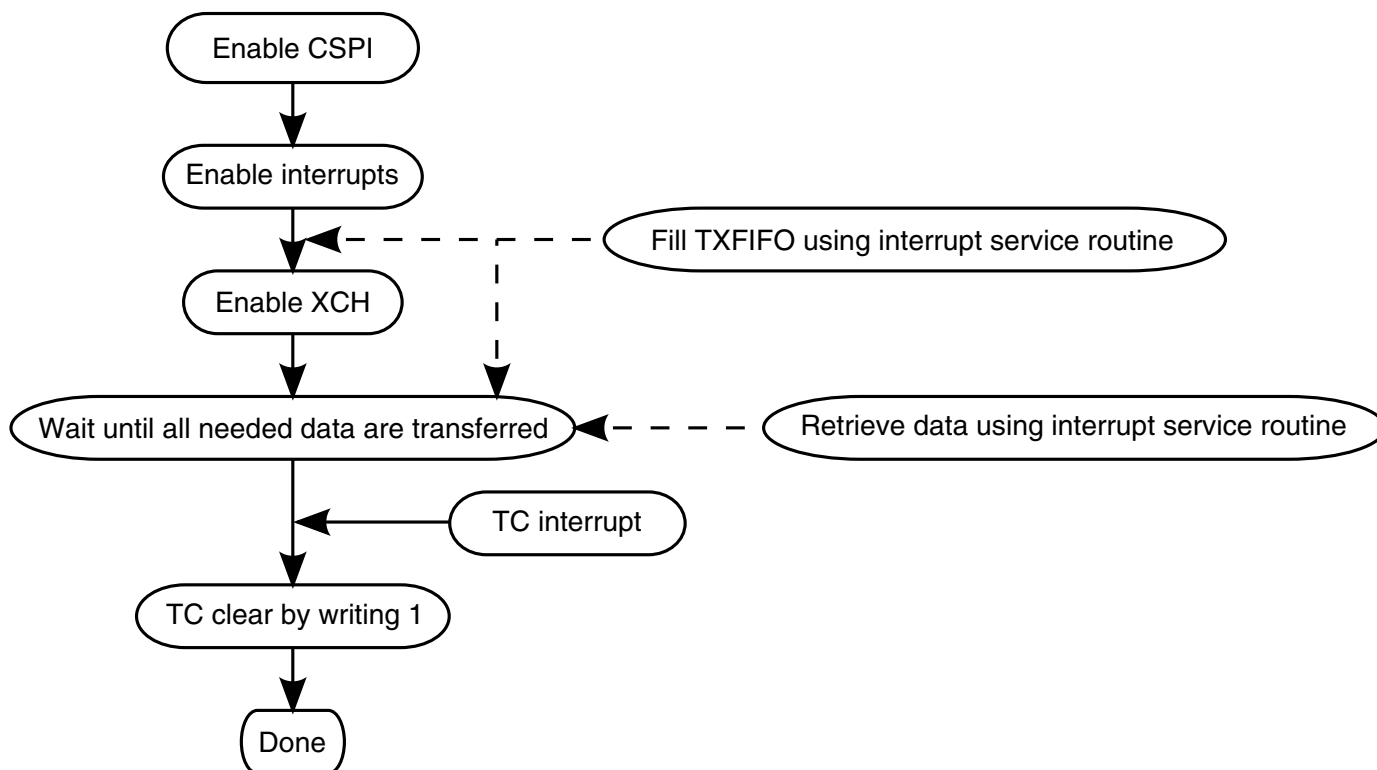 Enable CSPI
Enable interrupts
Fill TXFIFO using interrupt service routine
Enable XCH
Wait until all needed data are transferred
Retrieve data using interrupt service routine
TC interrupt
TC clear by writing 1
Done